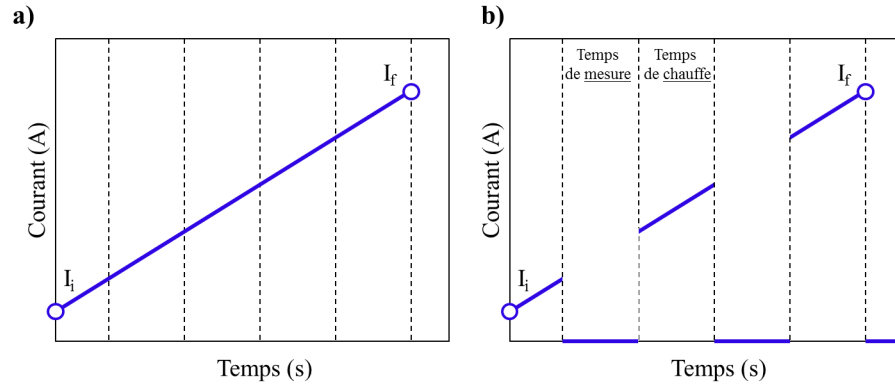 a)
Courant (A)
I_i
I_f
Temps (s)
b)
Courant (A)
Temps
de mesure
Temps
de chauffe
I_i
I_f
Temps (s)